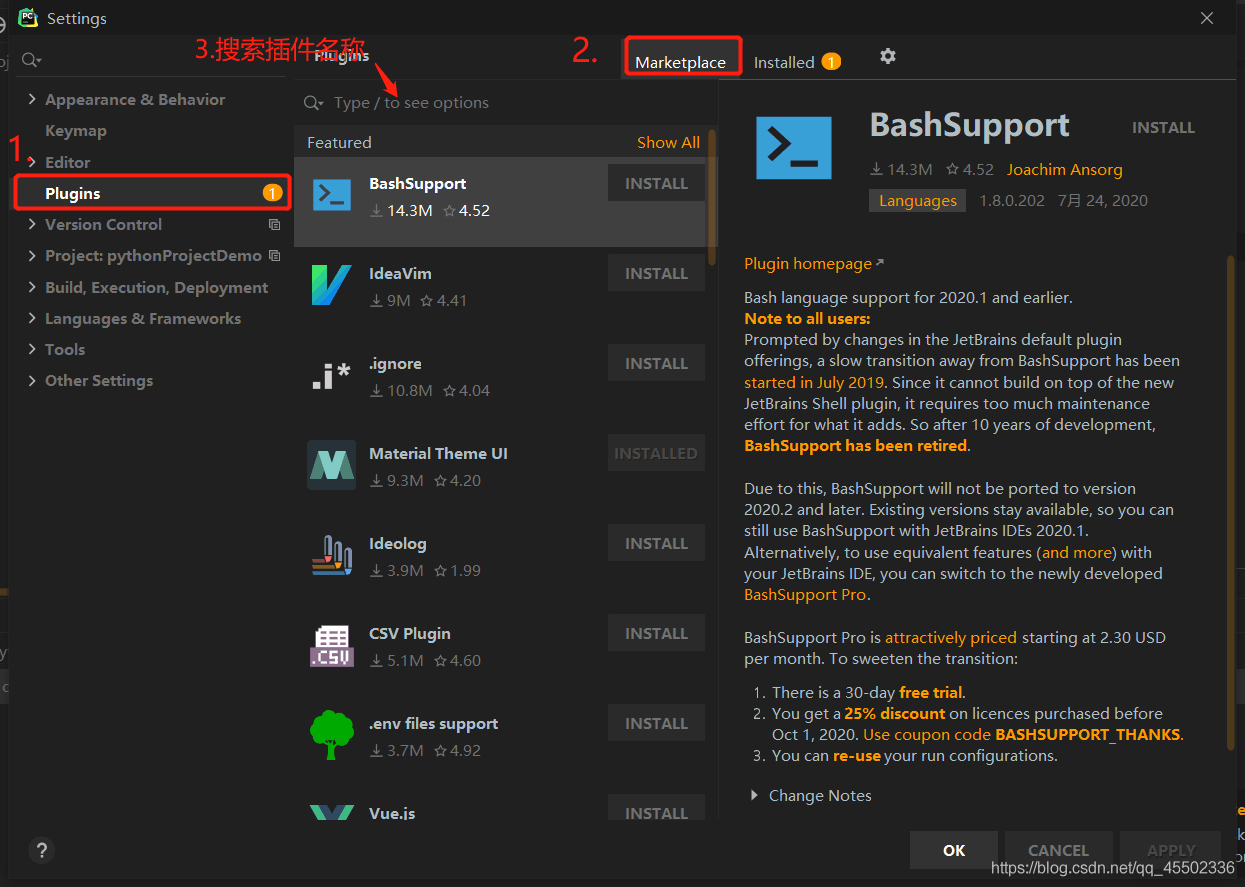 PC
Settings
3.搜索插件名称
Plugins
2.
Marketplace
Installed 1
Type / to see options
Appearance & Behavior
Keymap
1.
Editor
Plugins 1
Version Control
Project: pythonProjectDemo
Build, Execution, Deployment
Languages & Frameworks
Tools
Other Settings
Featured Show All
BashSupport INSTALL
14.3M 4.52
IdeaVim INSTALL
9M 4.41
.i*
.ignore INSTALL
10.8M 4.04
Material Theme UI INSTALLED
9.3M 4.20
Ideolog INSTALL
3.9M 1.99
.CSV
CSV Plugin INSTALL
5.1M 4.60
.env files support INSTALL
3.7M 4.92
Vue.js INSTALL
BashSupport INSTALL
14.3M 4.52 Joachim Ansorg
Languages 1.8.0.202 7月 24, 2020
Plugin homepage
Bash language support for 2020.1 and earlier.
Note to all users:
Prompted by changes in the JetBrains default plugin
offerings, a slow transition away from BashSupport has been
started in July 2019. Since it cannot build on top of the new
JetBrains Shell plugin, it requires too much maintenance
effort for what it adds. So after 10 years of development,
BashSupport has been retired.
Due to this, BashSupport will not be ported to version
2020.2 and later. Existing versions stay available, so you can
still use BashSupport with JetBrains IDEs 2020.1.
Alternatively, to use equivalent features (and more) with
your JetBrains IDE, you can switch to the newly developed
BashSupport Pro.
BashSupport Pro is attractively priced starting at 2.30 USD
per month. To sweeten the transition:
1. There is a 30-day free trial.
2. You get a 25% discount on licences purchased before
Oct 1, 2020. Use coupon code BASHSUPPORT_THANKS.
3. You can re-use your run configurations.
Change Notes
?
OK CANCEL APPLY
https://blog.csdn.net/qq_45502336